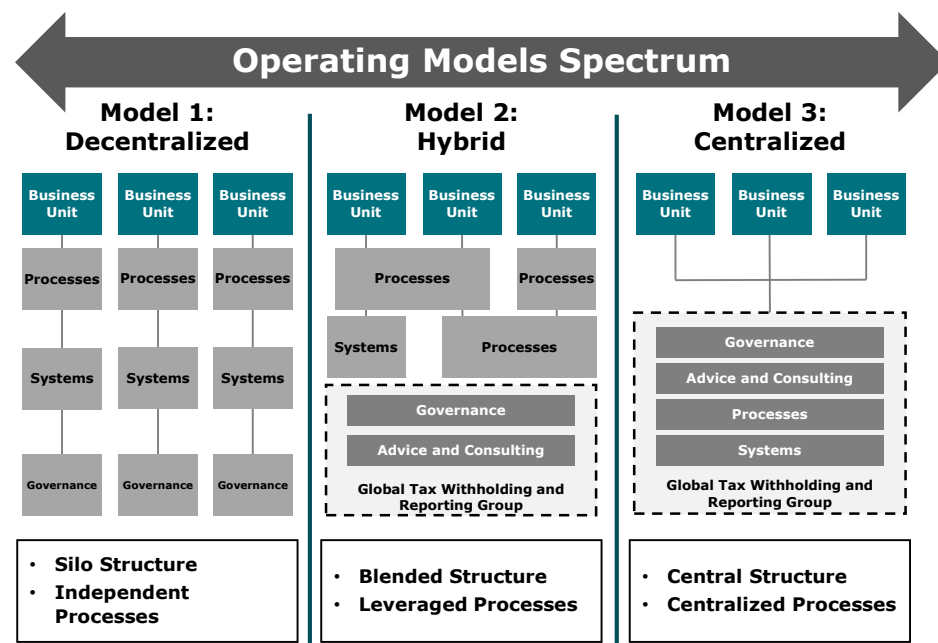 Operating Models Spectrum
Model 1:
Decentralized
Business
Unit
Business
Unit
Business
Unit
Processes
Processes
Processes
Systems
Systems
Systems
Governance
Governance
Governance
• Silo Structure
• Independent
Processes
Model 2:
Hybrid
Business
Unit
Business
Unit
Business
Unit
Processes
Processes
Systems
Processes
Governance
Advice and Consulting
Global Tax Withholding and
Reporting Group
• Blended Structure
• Leveraged Processes
Model 3:
Centralized
Business
Unit
Business
Unit
Business
Unit
Governance
Advice and Consulting
Processes
Systems
Global Tax Withholding and
Reporting Group
• Central Structure
• Centralized Processes